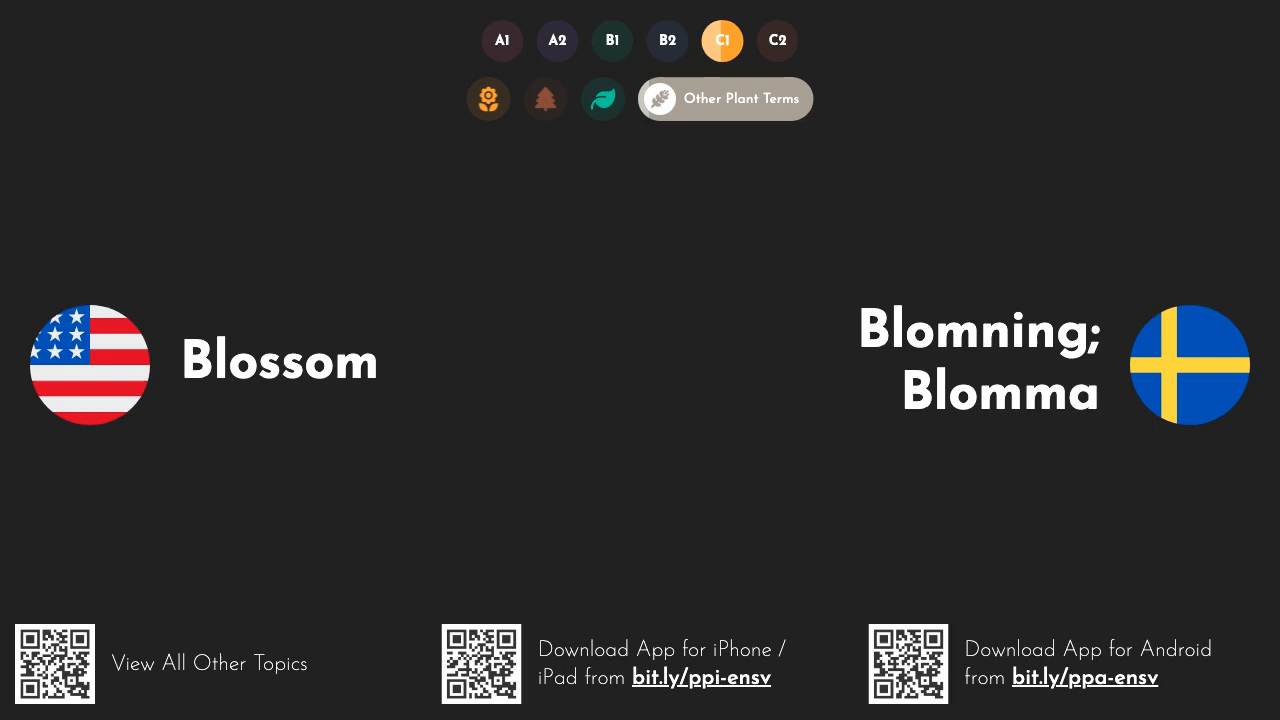 A1 A2 B1 B2 C1 C2
Other Plant Terms
Blossom
Blomning;
Blomma
View All Other Topics
Download App for iPhone /
iPad from bit.ly/ppi-ensv
Download App for Android
from bit.ly/ppa-ensv